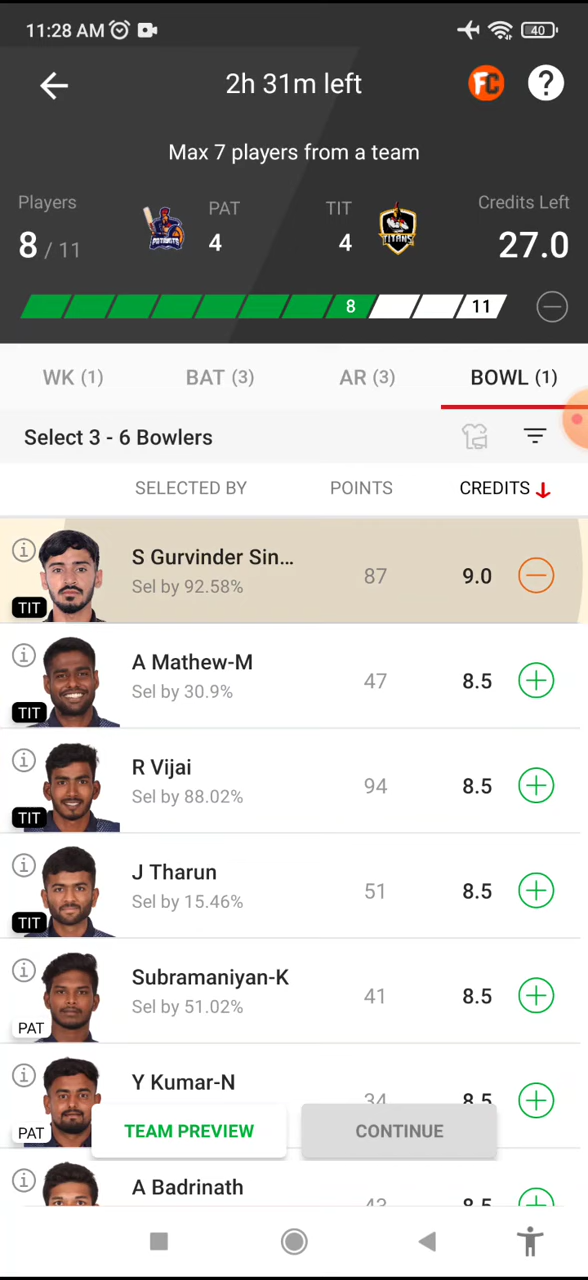 11:28 AM
40
2h 31m left
FC
?
Max 7 players from a team
Players
PAT
TIT
Credits Left
8 / 11
4
4
27.0
PATRIOTS
TITANS
8
11
WK (1)
BAT (3)
AR (3)
BOWL (1)
Select 3 - 6 Bowlers
SELECTED BY
POINTS
CREDITS
S Gurvinder Sin...
Sel by 92.58%
87
9.0
TIT
A Mathew-M
Sel by 30.9%
47
8.5
TIT
R Vijai
Sel by 88.02%
94
8.5
TIT
J Tharun
Sel by 15.46%
51
8.5
TIT
Subramaniyan-K
Sel by 51.02%
41
8.5
PAT
Y Kumar-N
34
8.5
PAT
TEAM PREVIEW
CONTINUE
A Badrinath
8.5